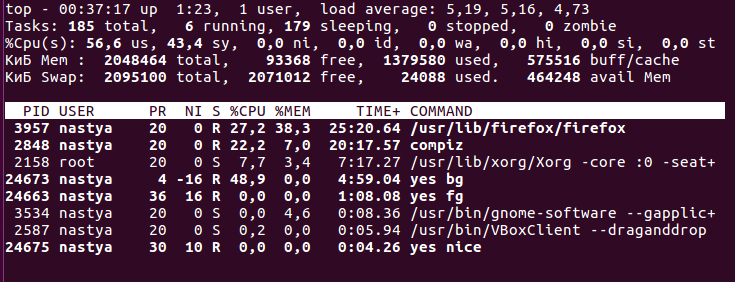 top - 00:37:17 up  1:23,  1 user,  load average: 5,19, 5,16, 4,73
Tasks: 185 total,   6 running, 179 sleeping,   0 stopped,   0 zombie
%Cpu(s): 56,6 us, 43,4 sy,  0,0 ni,  0,0 id,  0,0 wa,  0,0 hi,  0,0 si,  0,0 st
КиБ Mem :  2048464 total,    93368 free,  1379580 used,   575516 buff/cache
КиБ Swap:  2095100 total,  2071012 free,    24088 used.   464248 avail Mem
PID USER      PR  NI S %CPU %MEM     TIME+ COMMAND
3957 nastya    20   0 R 27,2 38,3  25:20.64 /usr/lib/firefox/firefox
2848 nastya    20   0 R 22,2  7,0  20:17.57 compiz
2158 root      20   0 S  7,7  3,4   7:17.27 /usr/lib/xorg/Xorg -core :0 -seat+
24673 nastya     4 -16 R 48,9  0,0   4:59.04 yes bg
24663 nastya    36  16 R  0,0  0,0   1:08.08 yes fg
3534 nastya    20   0 S  0,0  4,6   0:08.36 /usr/bin/gnome-software --gapplic+
2587 nastya    20   0 S  0,2  0,0   0:05.94 /usr/bin/VBoxClient --draganddrop
24675 nastya    30  10 R  0,0  0,0   0:04.26 yes nice